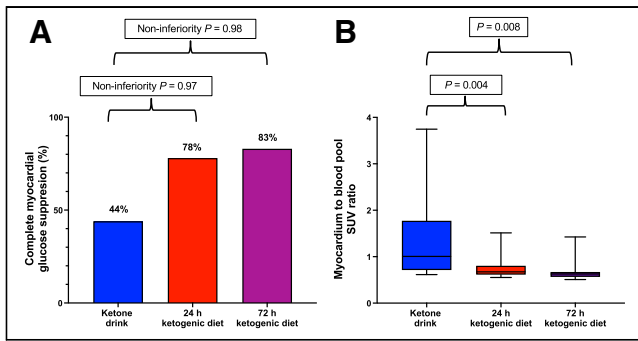 A
Non-inferiority P = 0.98
Non-inferiority P = 0.97
Complete myocardial
glucose suppresion (%)
100
50
0
44%
78%
83%
Ketone
drink
24 h
ketogenic diet
72 h
ketogenic diet
B
P = 0.008
P = 0.004
Myocardium to blood pool
SUV ratio
4
3
2
1
0
Ketone
drink
24 h
ketogenic diet
72 h
ketogenic diet